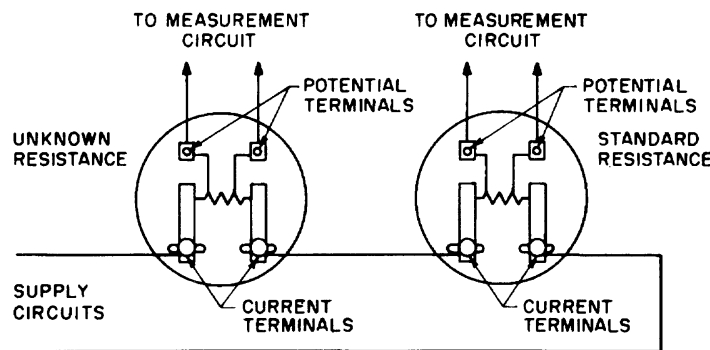 TO MEASUREMENT
CIRCUIT
TO MEASUREMENT
CIRCUIT
POTENTIAL
TERMINALS
POTENTIAL
TERMINALS
UNKNOWN
RESISTANCE
STANDARD
RESISTANCE
SUPPLY
CIRCUITS
CURRENT
TERMINALS
CURRENT
TERMINALS